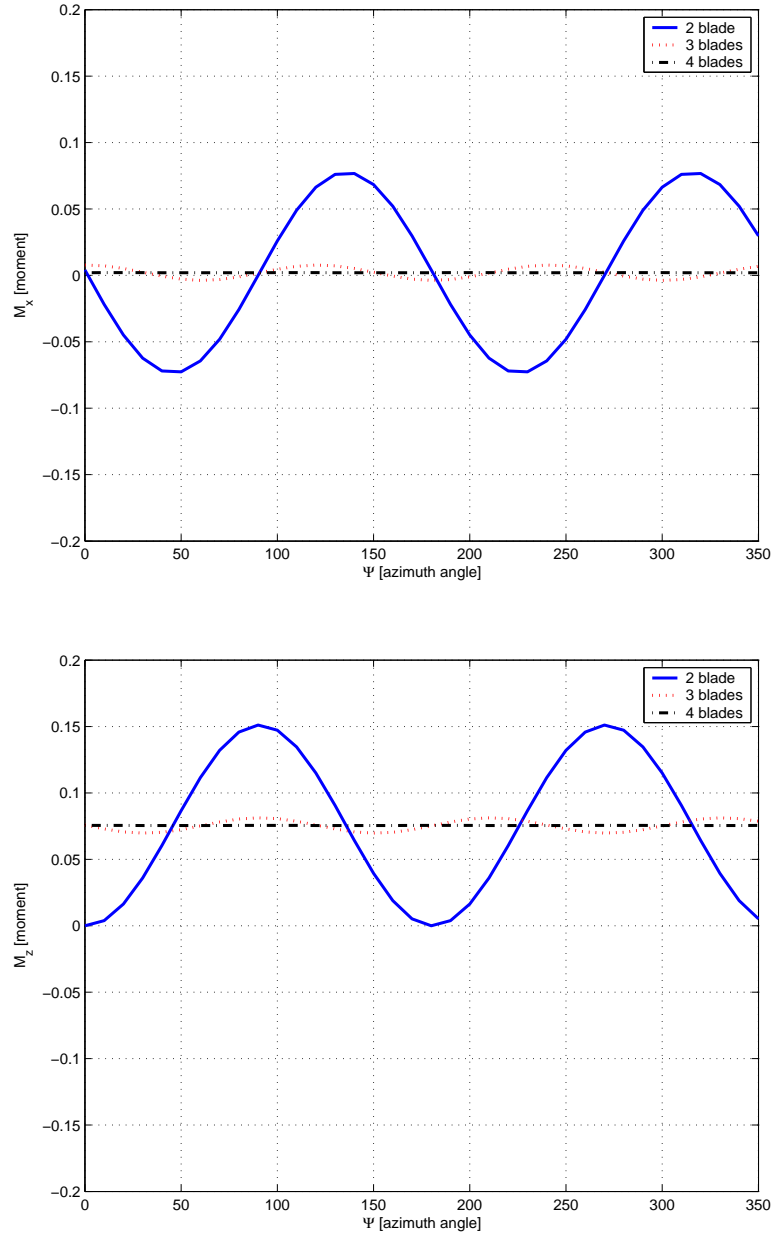 0.2
0.15
0.1
0.05
0
−0.05
−0.1
−0.15
−0.2
M_x [moment]
2 blade
3 blades
4 blades
0 50 100 150 200 250 300 350
Ψ [azimuth angle]
0.2
0.15
0.1
0.05
0
−0.05
−0.1
−0.15
−0.2
M_z [moment]
2 blade
3 blades
4 blades
0 50 100 150 200 250 300 350
Ψ [azimuth angle]